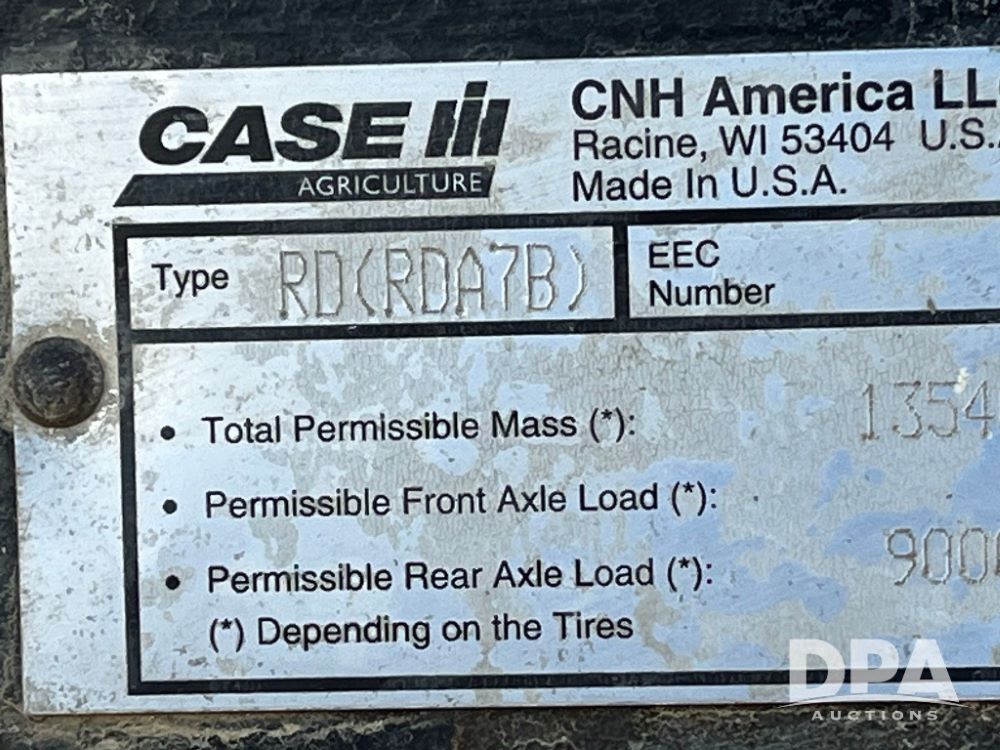 CASE IH
AGRICULTURE
CNH America LL
Racine, WI 53404 U.S.
Made In U.S.A.
Type RD(RDA7B)
EEC
Number
• Total Permissible Mass (*): 1354
• Permissible Front Axle Load (*):
• Permissible Rear Axle Load (*): 900
(*) Depending on the Tires
DPA
AUCTIONS